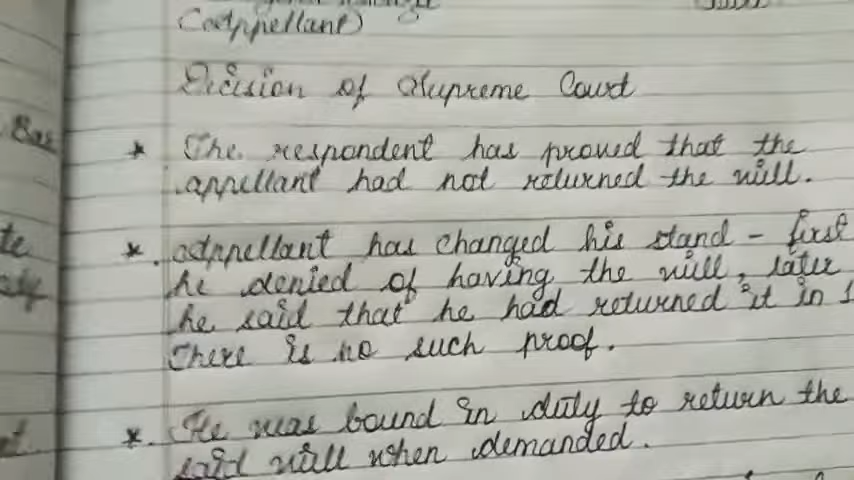 (Appellant)
Decision of Supreme Court
* The respondent has proved that the
appellant had not returned the will.
*. Appellant has changed his stand - first
he denied of having the will, later
he said that he had returned it in 1
There is no such proof.
*. He was bound in duty to return the
said will when demanded.